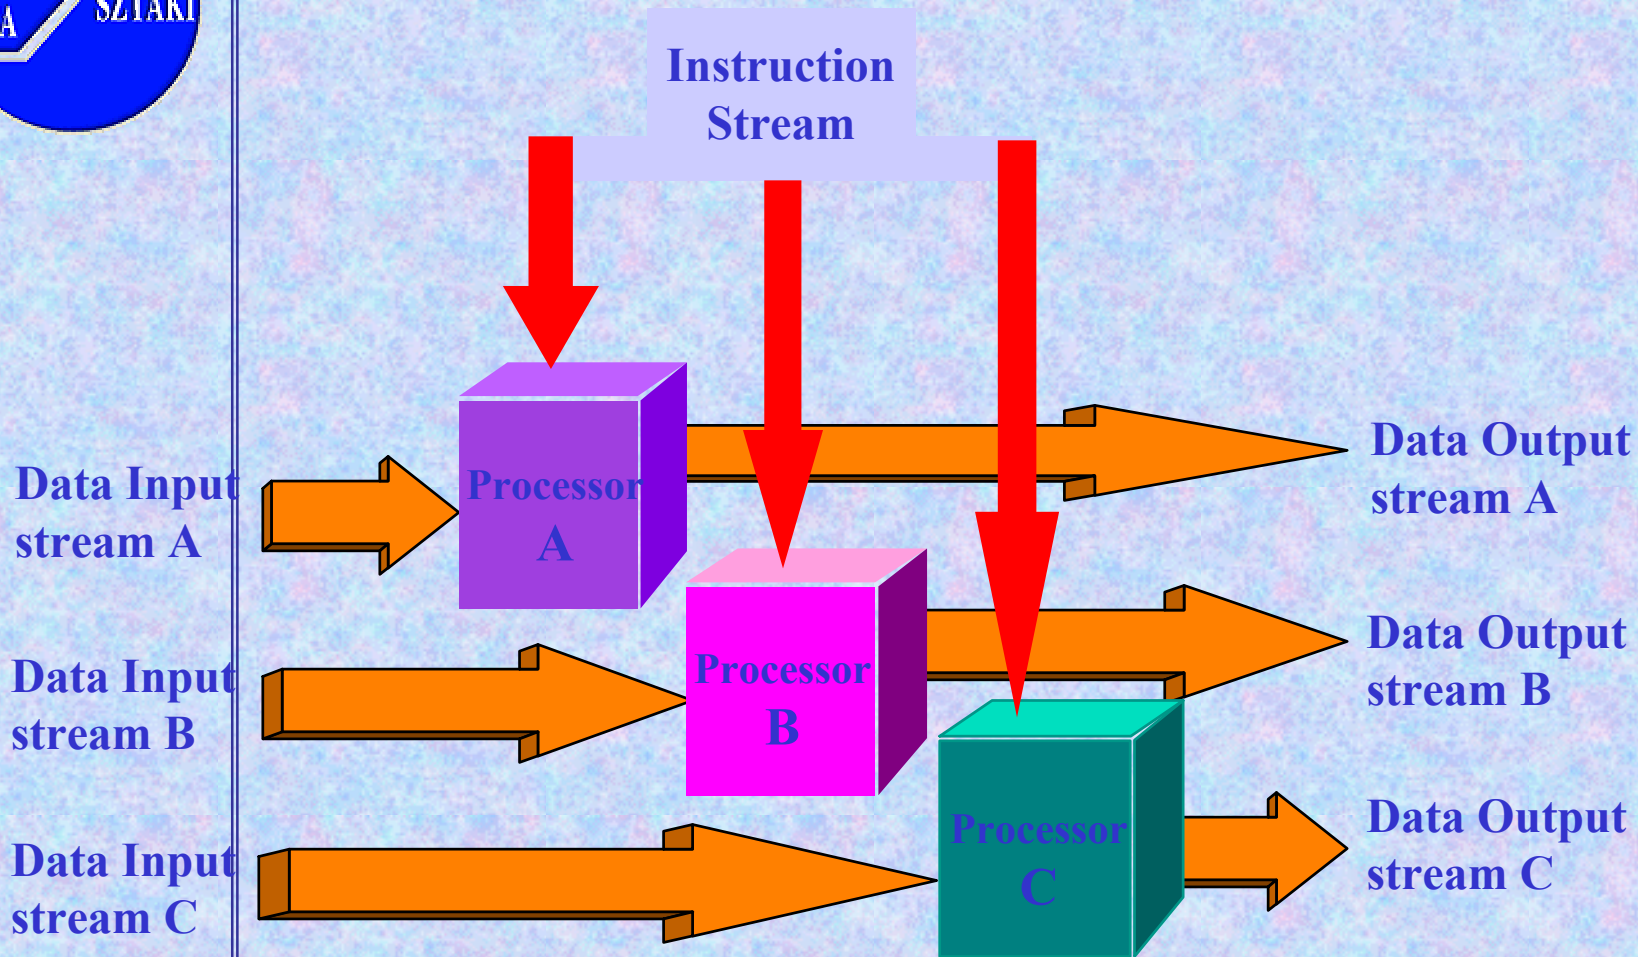 SZTAKI
Instruction
Stream
Processor
A
Data Input
stream A
Data Output
stream A
Processor
B
Data Input
stream B
Data Output
stream B
Processor
C
Data Input
stream C
Data Output
stream C